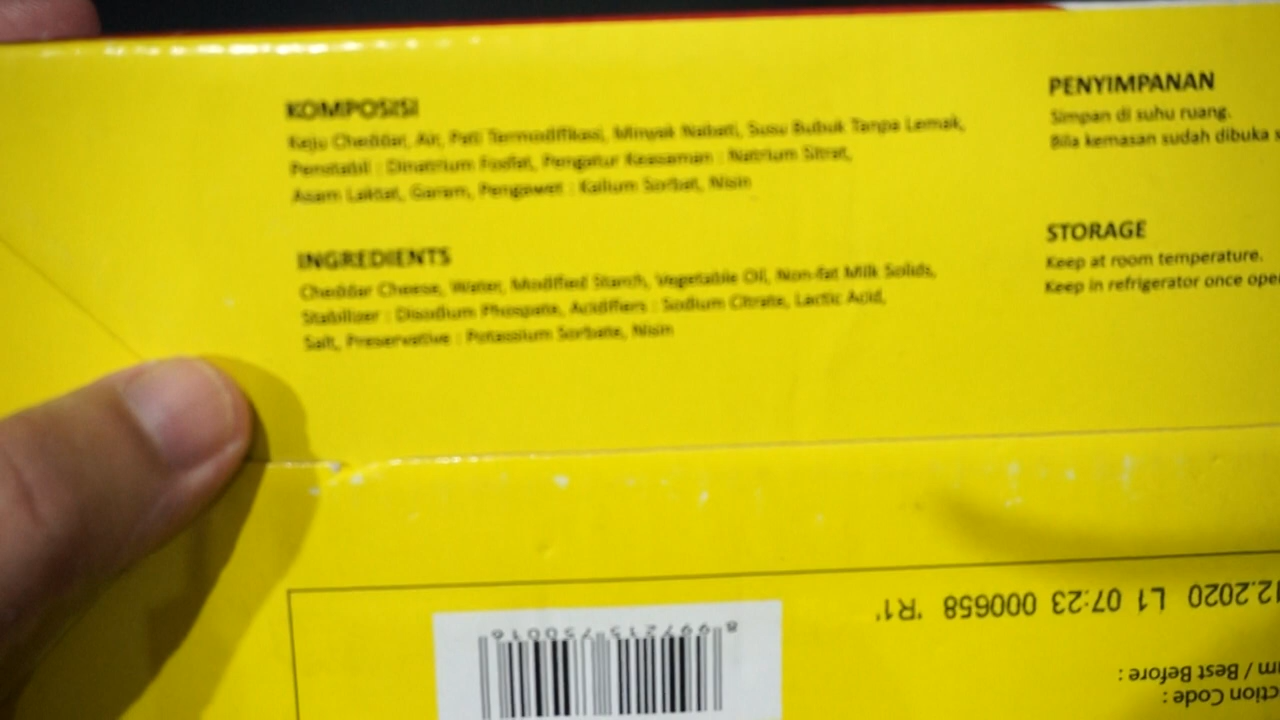 KOMPOSISI
Keju Cheddar, Air, Pati Termodifikasi, Minyak Nabati, Susu Bubuk Tanpa Lemak,
Penstabil : Dinatrium Fosfat, Pengatur Keasaman : Natrium Sitrat,
Asam Laktat, Garam, Pengawet : Kalium Sorbat, Nisin
INGREDIENTS
Cheddar Cheese, Water, Modified Starch, Vegetable Oil, Non-fat Milk Solids,
Stabilizer : Disodium Phospate, Acidifiers : Sodium Citrate, Lactic Acid,
Salt, Preservative : Potassium Sorbate, Nisin
PENYIMPANAN
Simpan di suhu ruang.
Bila kemasan sudah dibuka
STORAGE
Keep at room temperature.
Keep in refrigerator once
12.2020 L1 07:23 000658 'R1'
/ Best Before :
Code :